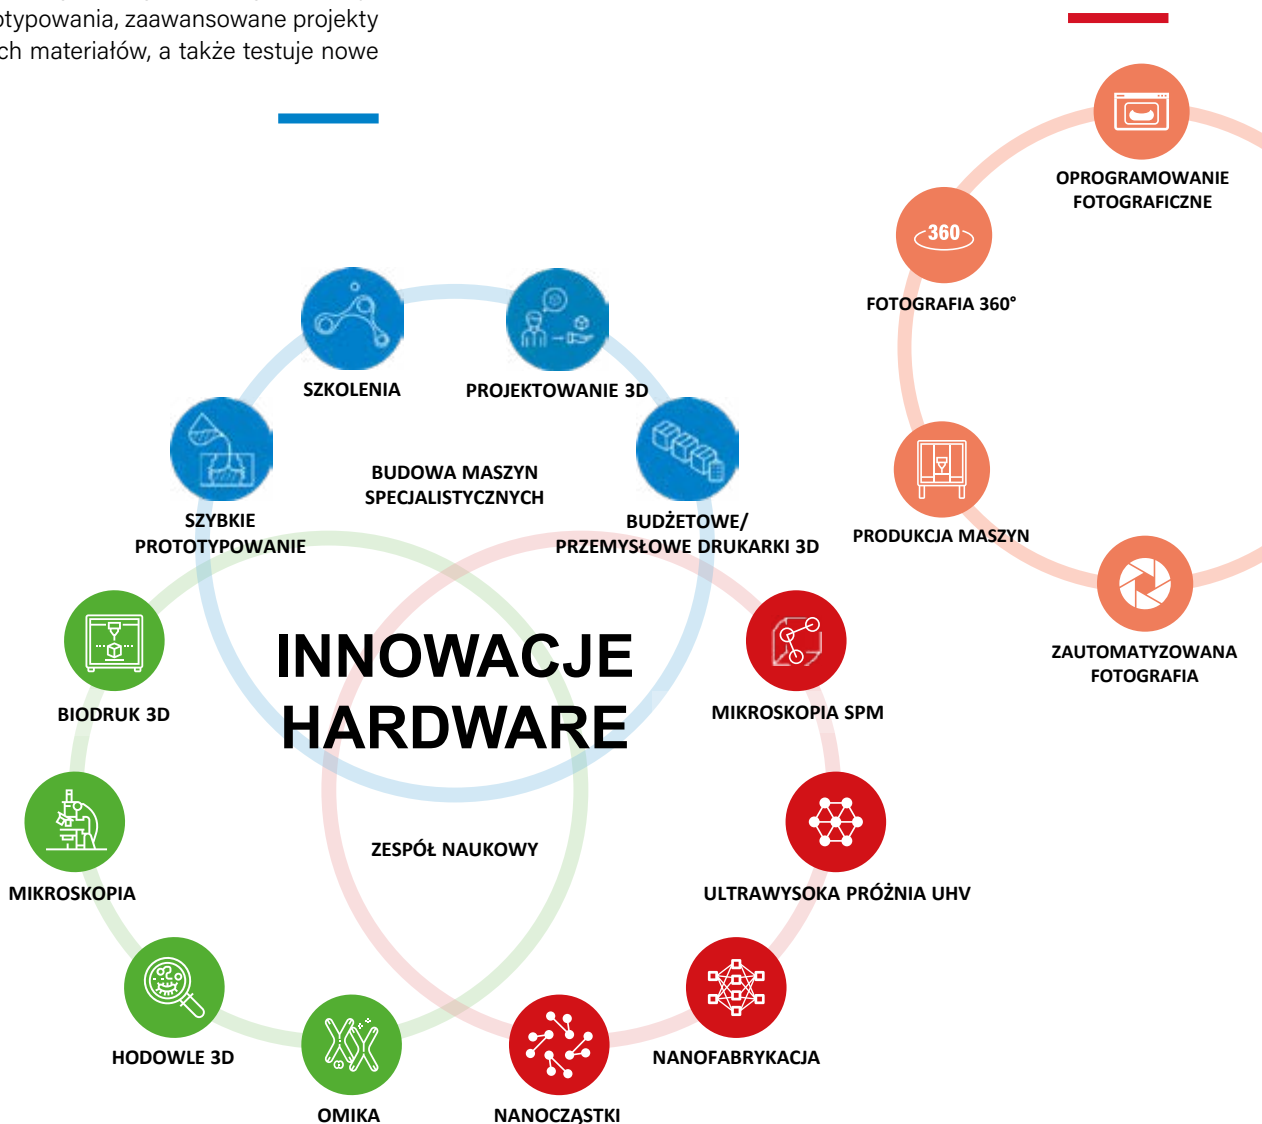 zaawansowane projekty
materiałów, a także testuje nowe
OPROGRAMOWANIE
FOTOGRAFICZNE
360
FOTOGRAFIA 360°
PRODUKCJA MASZYN
ZAUTOMATYZOWANA
FOTOGRAFIA
SZKOLENIA
PROJEKTOWANIE 3D
BUDOWA MASZYN
SPECJALISTYCZNYCH
SZYBKIE
PROTOTYPOWANIE
BUDŻETOWE/
PRZEMYSŁOWE DRUKARKI 3D
INNOWACJE
HARDWARE
BIODRUK 3D
MIKROSKOPIA SPM
ZESPÓŁ NAUKOWY
MIKROSKOPIA
ULTRAWYSOKA PRÓŻNIA UHV
HODOWLE 3D
NANOFABRYKACJA
OMIKA
NANOCZĄSTKI